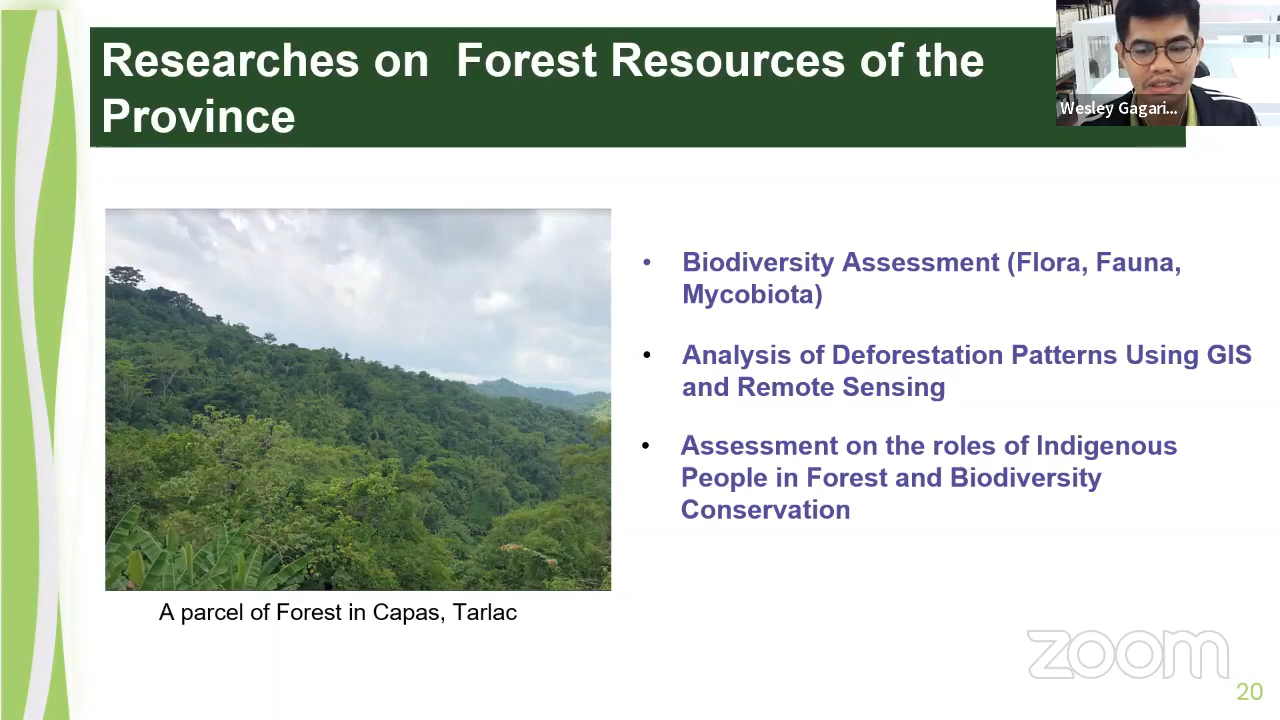 Researches on  Forest Resources of the
Province
Wesley Gagari...
• Biodiversity Assessment (Flora, Fauna,
Mycobiota)
• Analysis of Deforestation Patterns Using GIS
and Remote Sensing
• Assessment on the roles of Indigenous
People in Forest and Biodiversity
Conservation
A parcel of Forest in Capas, Tarlac
zoom
20